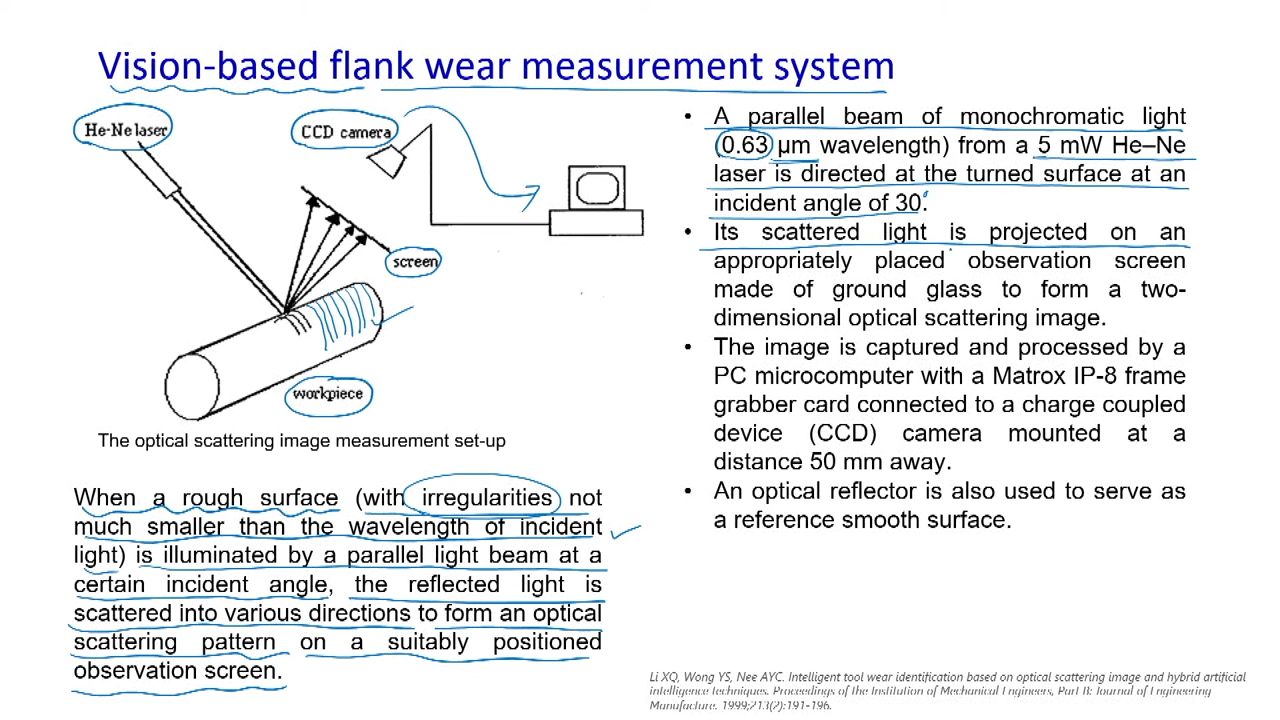 Vision-based flank wear measurement system
He-Ne laser
CCD camera
screen
workpiece
The optical scattering image measurement set-up
When a rough surface (with irregularities not
much smaller than the wavelength of incident
light) is illuminated by a parallel light beam at a
certain incident angle, the reflected light is
scattered into various directions to form an optical
scattering pattern on a suitably positioned
observation screen.
• A parallel beam of monochromatic light
(0.63 µm wavelength) from a 5 mW He–Ne
laser is directed at the turned surface at an
incident angle of 30°.
• Its scattered light is projected on an
appropriately placed observation screen
made of ground glass to form a two-
dimensional optical scattering image.
• The image is captured and processed by a
PC microcomputer with a Matrox IP-8 frame
grabber card connected to a charge coupled
device (CCD) camera mounted at a
distance 50 mm away.
• An optical reflector is also used to serve as
a reference smooth surface.
Li XQ, Wong YS, Nee AYC. Intelligent tool wear identification based on optical scattering image and hybrid artificial
intelligence techniques. Proceedings of the Institution of Mechanical Engineers, Part B: Journal of Engineering
Manufacture. 1999;213(2):191-196.